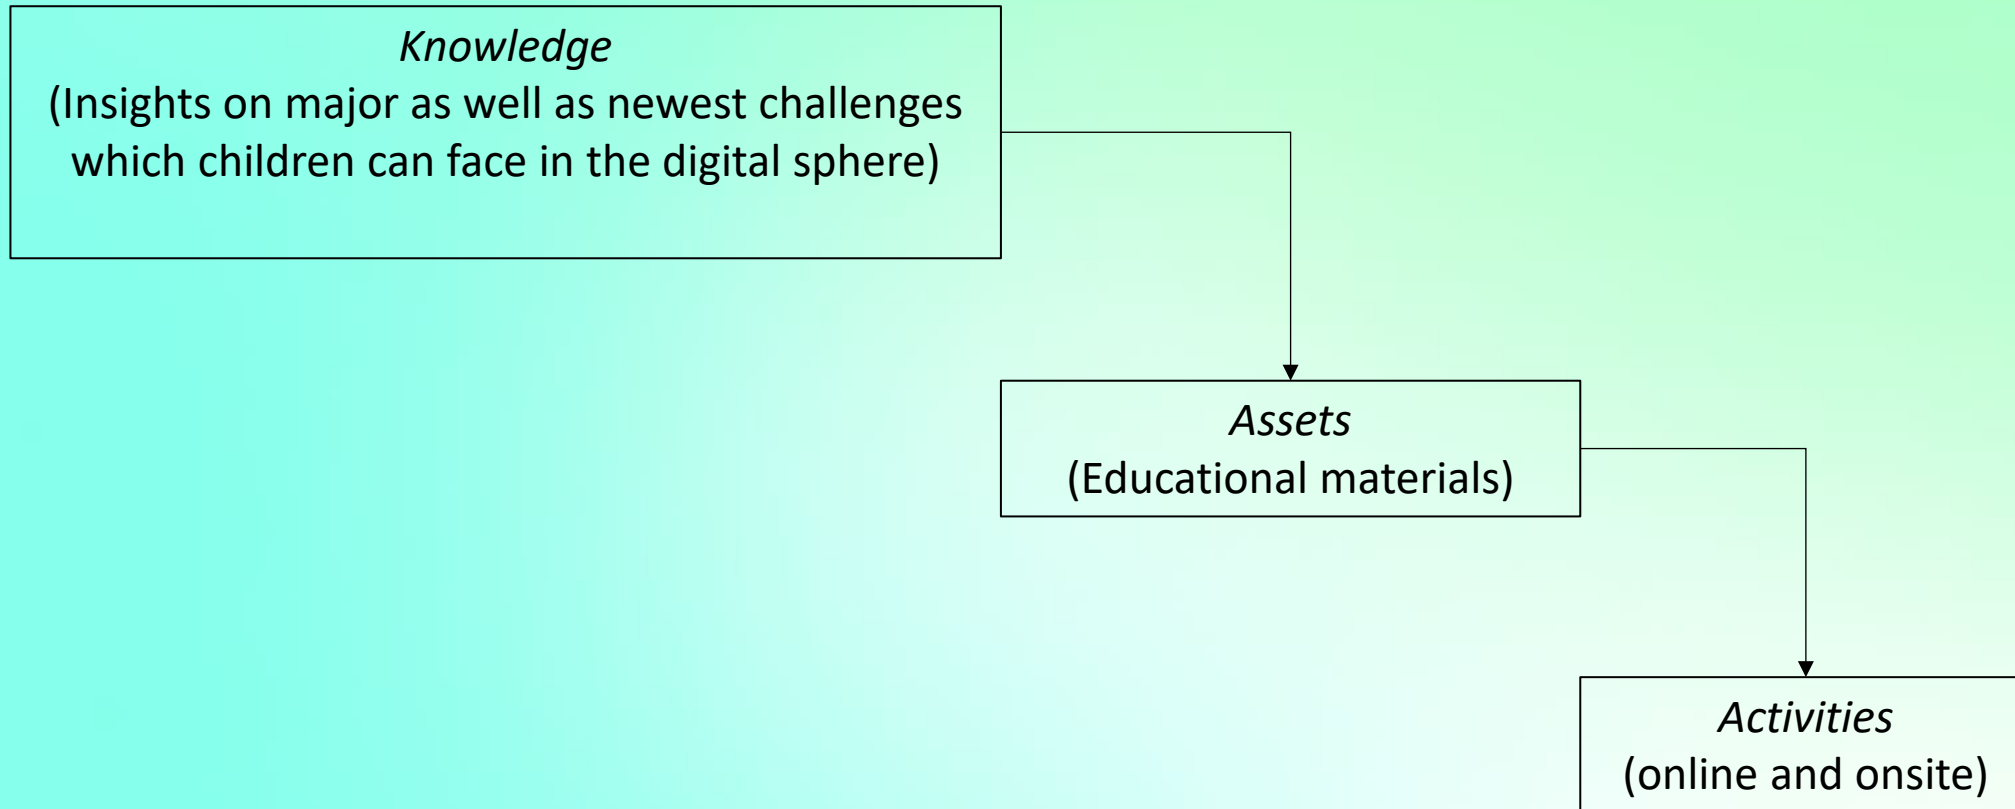 Knowledge
(Insights on major as well as newest challenges
which children can face in the digital sphere)
Assets
(Educational materials)
Activities
(online and onsite)